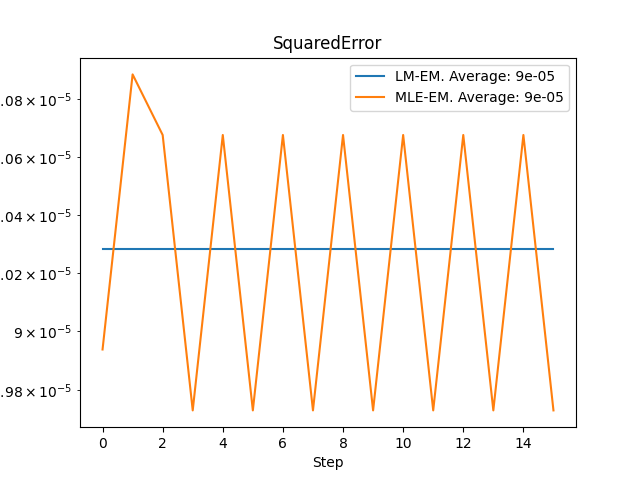 SquaredError
LM-EM. Average: 9e-05
MLE-EM. Average: 9e-05
.08 × 10⁻⁵
.06 × 10⁻⁵
.04 × 10⁻⁵
.02 × 10⁻⁵
9 × 10⁻⁵
.98 × 10⁻⁵
0 2 4 6 8 10 12 14
Step